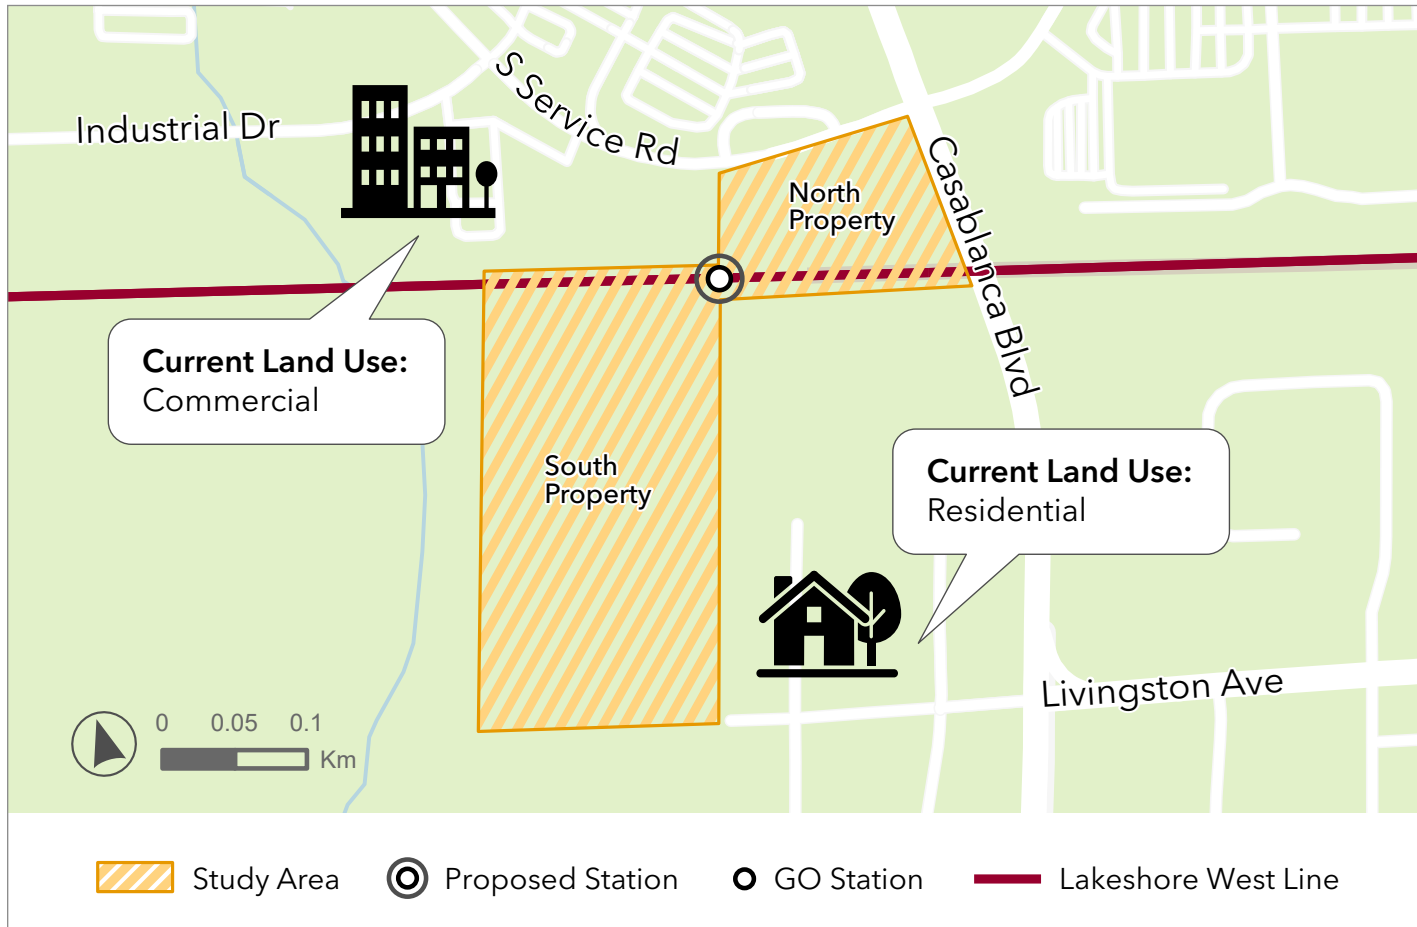 Industrial Dr
S Service Rd
Casablanca Blvd
North
Property
Current Land Use:
Commercial
South
Property
Current Land Use:
Residential
Livingston Ave
0 0.05 0.1
Km
Study Area
Proposed Station
GO Station
Lakeshore West Line